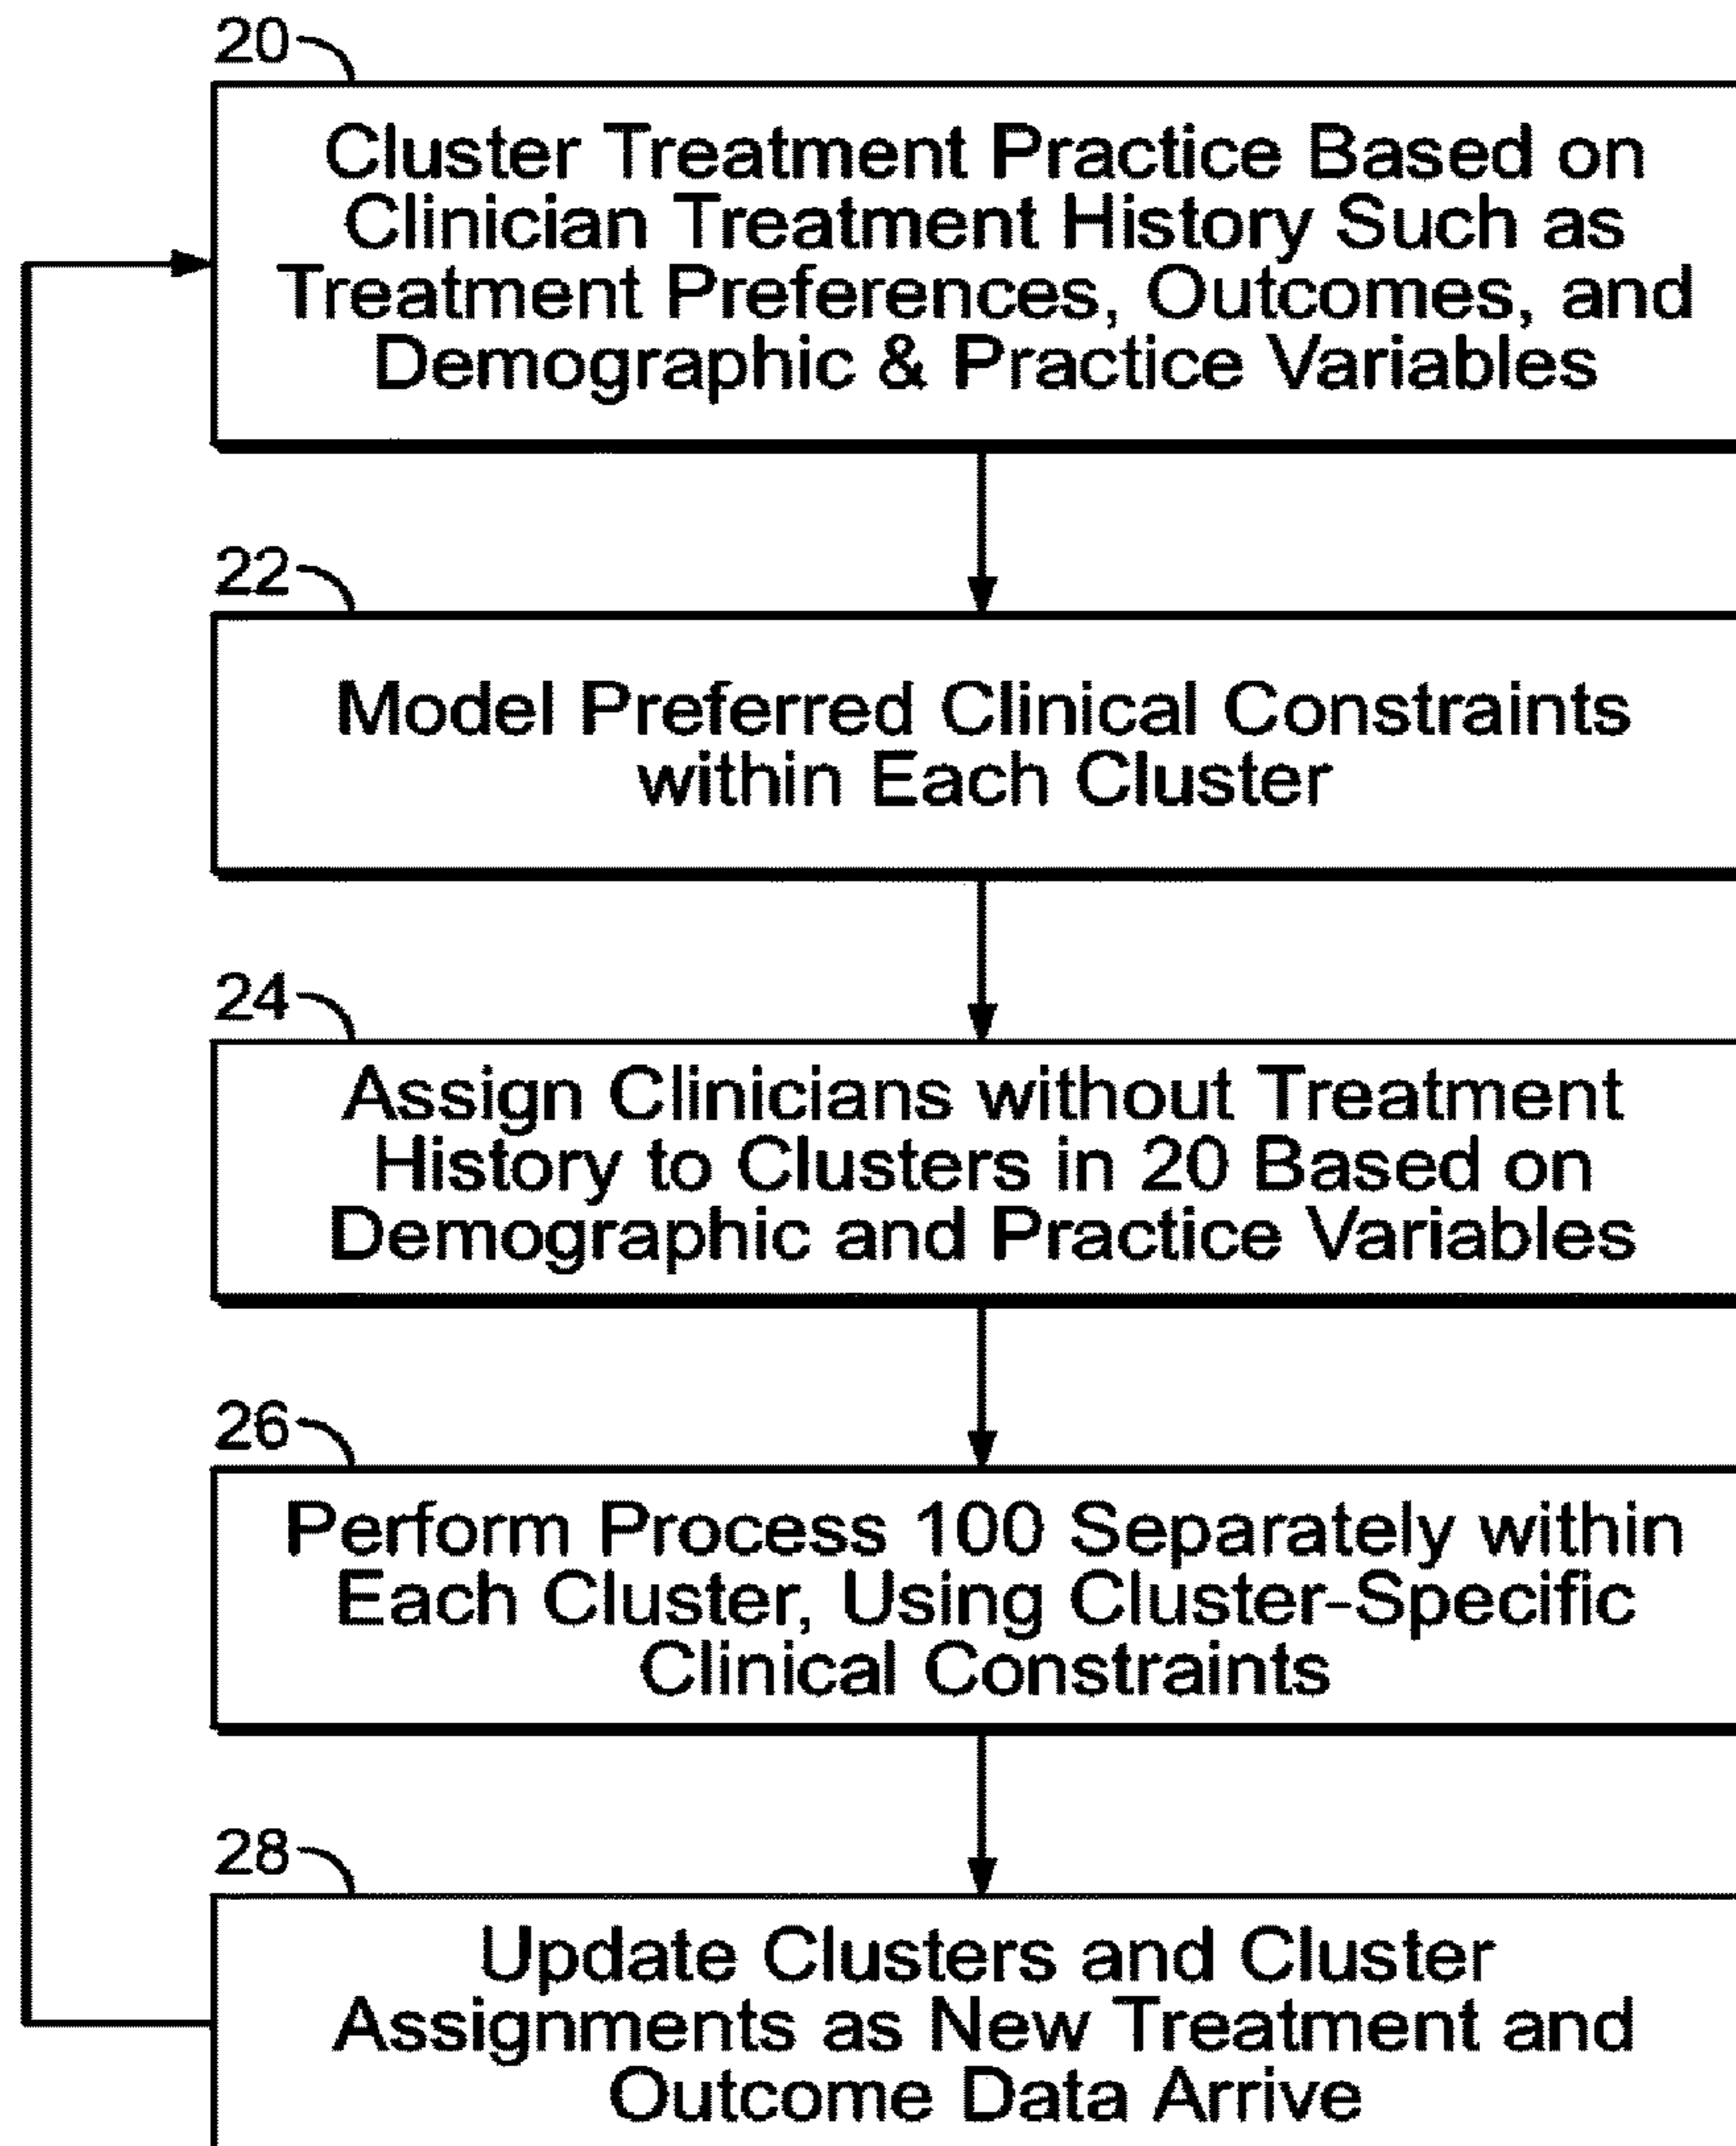 20
Cluster Treatment Practice Based on
Clinician Treatment History Such as
Treatment Preferences, Outcomes, and
Demographic & Practice Variables
22
Model Preferred Clinical Constraints
within Each Cluster
24
Assign Clinicians without Treatment
History to Clusters in 20 Based on
Demographic and Practice Variables
26
Perform Process 100 Separately within
Each Cluster, Using Cluster-Specific
Clinical Constraints
28
Update Clusters and Cluster
Assignments as New Treatment and
Outcome Data Arrive